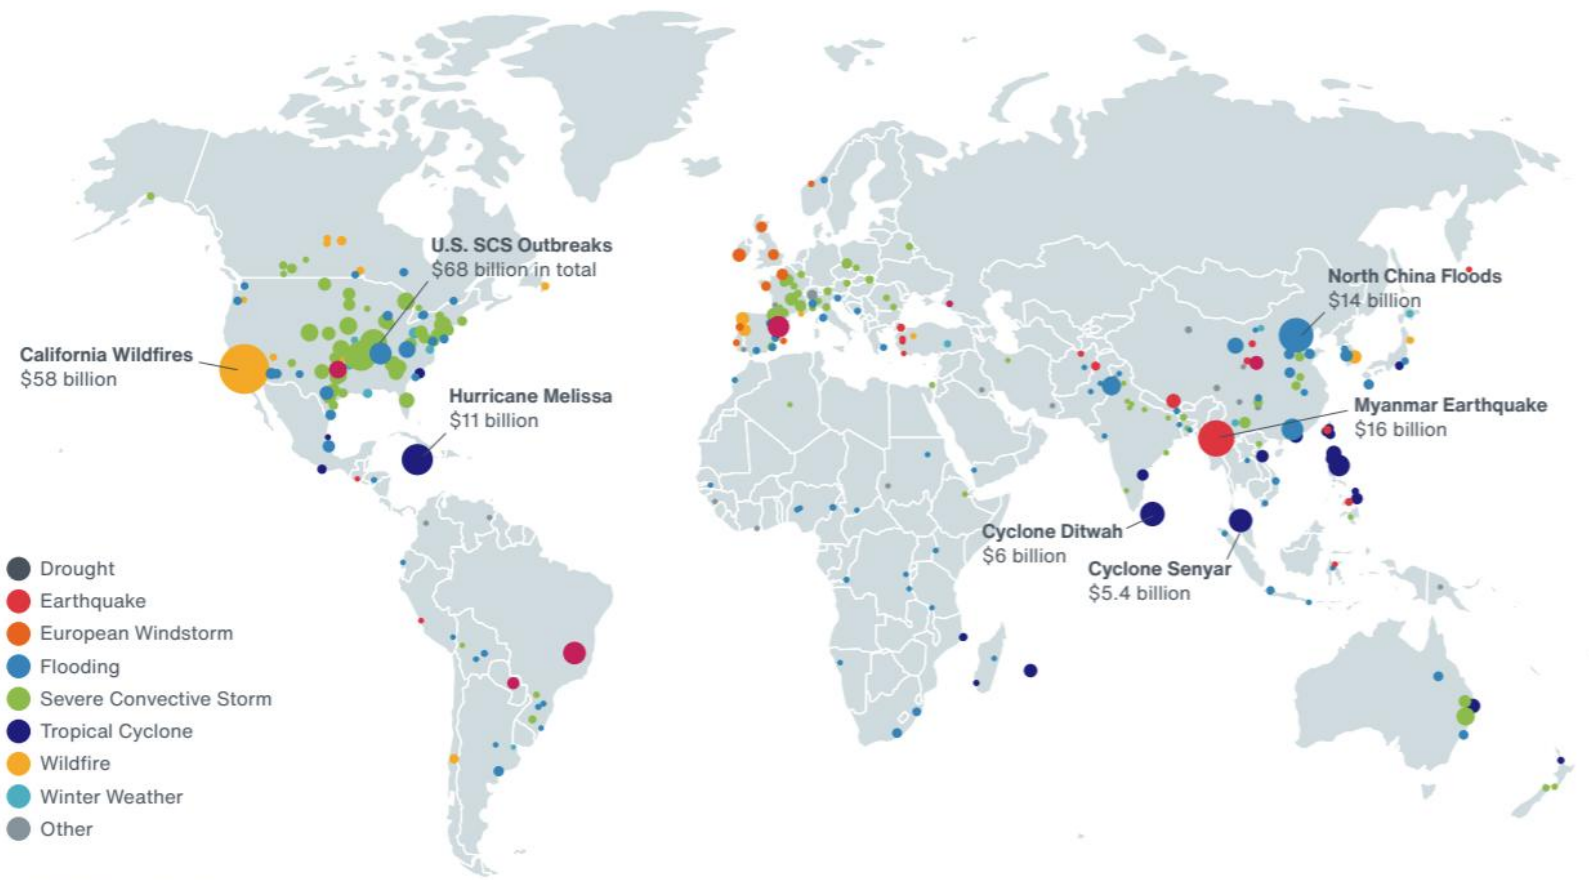 U.S. SCS Outbreaks
$68 billion in total
North China Floods
$14 billion
California Wildfires
$58 billion
Hurricane Melissa
$11 billion
Myanmar Earthquake
$16 billion
Cyclone Ditwah
$6 billion
Cyclone Senyar
$5.4 billion
Drought
Earthquake
European Windstorm
Flooding
Severe Convective Storm
Tropical Cyclone
Wildfire
Winter Weather
Other